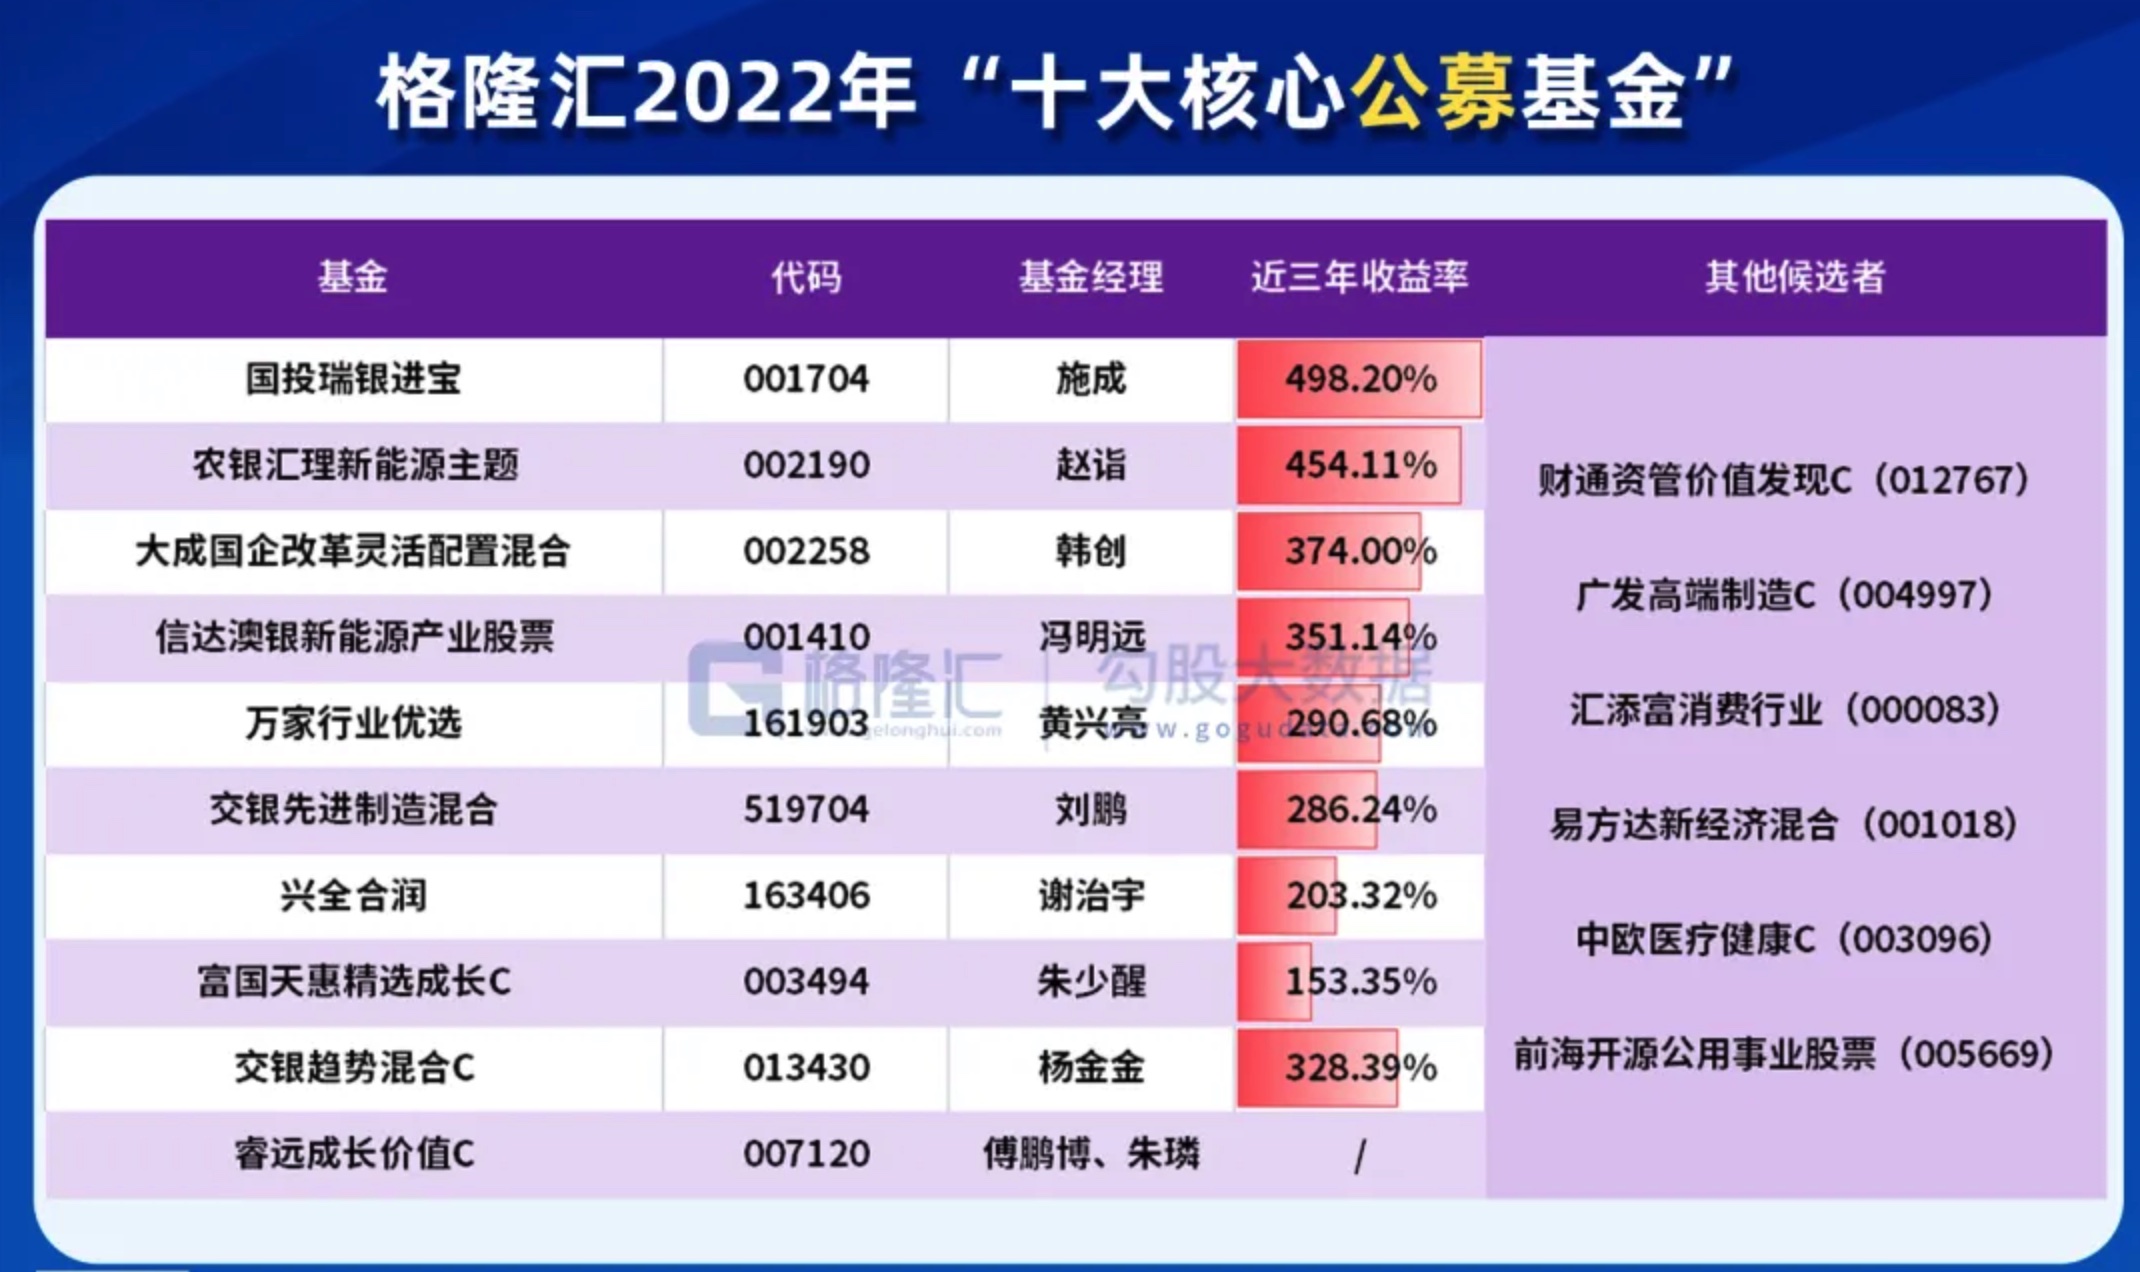 格隆汇2022年“十大核心公募基金”
基金 代码 基金经理 近三年收益率 其他候选者
国投瑞银进宝 001704 施成 498.20%
农银汇理新能源主题 002190 赵诣 454.11%
财通资管价值发现C（012767）
大成国企改革灵活配置混合 002258 韩创 374.00%
广发高端制造C（004997）
信达澳银新能源产业股票 001410 冯明远 351.14%
格隆汇 勾股大数据
汇添富消费行业（000083）
万家行业优选 161903 黄兴亮 290.68%
www.gelonghui.com www.gogudata.com
交银先进制造混合 519704 刘鹏 286.24%
易方达新经济混合（001018）
兴全合润 163406 谢治宇 203.32%
中欧医疗健康C（003096）
富国天惠精选成长C 003494 朱少醒 153.35%
前海开源公用事业股票（005669）
交银趋势混合C 013430 杨金金 328.39%
睿远成长价值C 007120 傅鹏博、朱璘 /